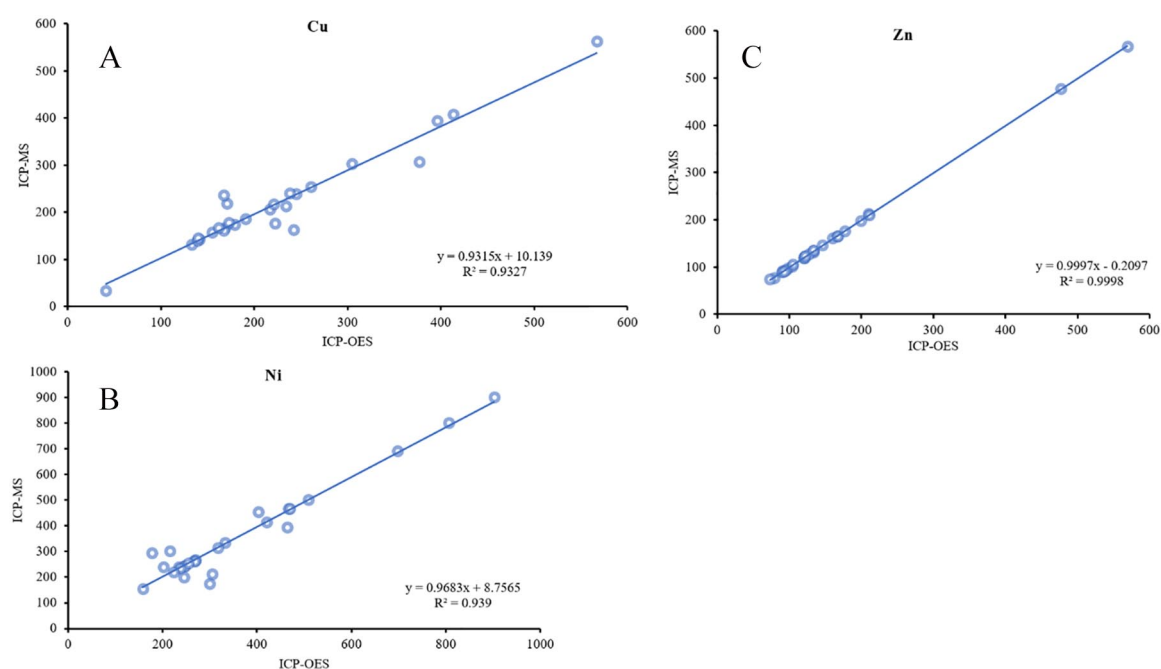 Cu
A
600
500
400
300
200
100
0
ICP-MS
0 100 200 300 400 500 600
ICP-OES
y = 0.9315x + 10.139
R² = 0.9327
Zn
C
600
500
400
300
200
100
0
ICP-MS
0 100 200 300 400 500 600
ICP-OES
y = 0.9997x - 0.2097
R² = 0.9998
Ni
B
1000
900
800
700
600
500
400
300
200
100
0
ICP-MS
0 200 400 600 800 1000
ICP-OES
y = 0.9683x + 8.7565
R² = 0.939